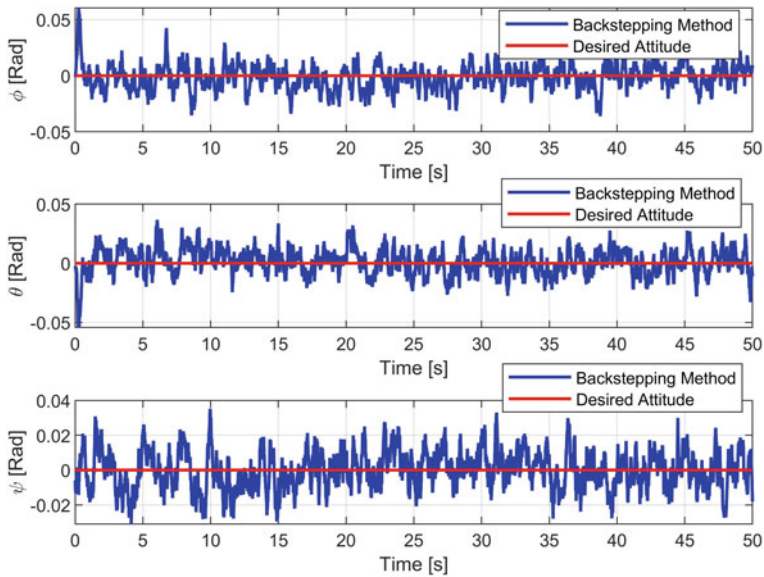 Backstepping Method
Desired Attitude
0.05
0
-0.05
ϕ [Rad]
0 5 10 15 20 25 30 35 40 45 50
Time [s]
Backstepping Method
Desired Attitude
0.05
0
-0.05
θ [Rad]
0 5 10 15 20 25 30 35 40 45 50
Time [s]
Backstepping Method
Desired Attitude
0.04
0.02
0
-0.02
ψ [Rad]
0 5 10 15 20 25 30 35 40 45 50
Time [s]